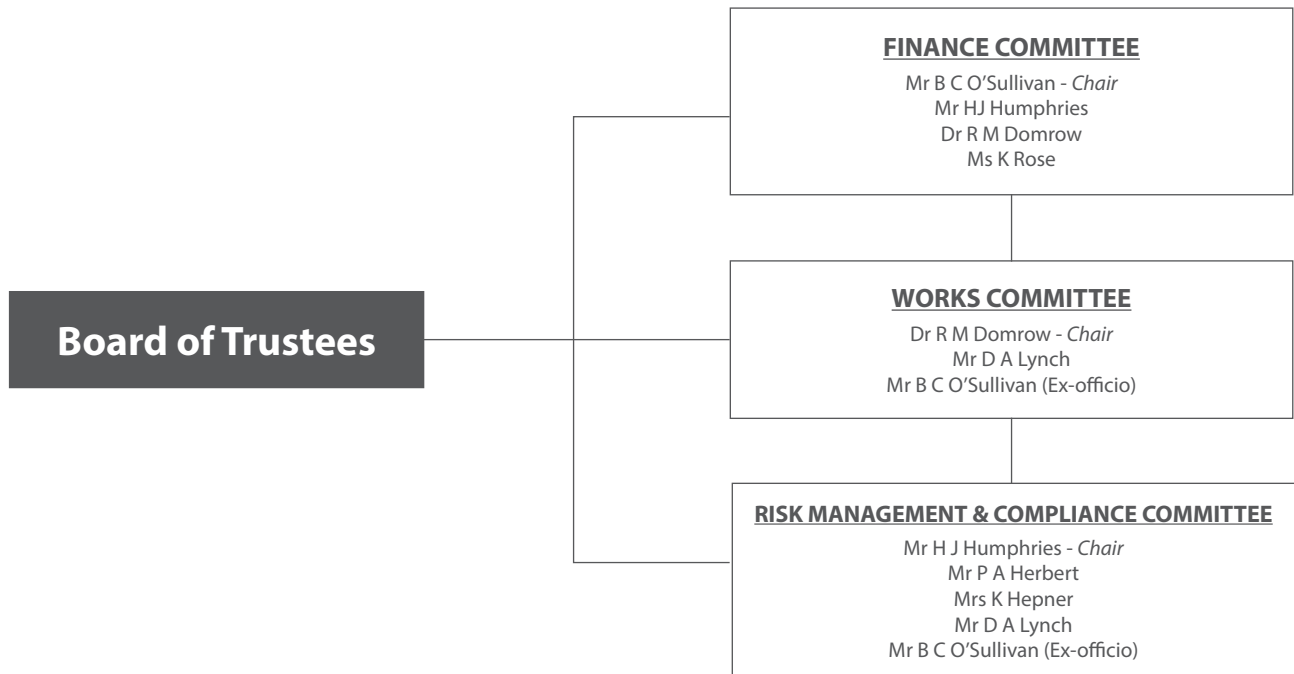 FINANCE COMMITTEE
Mr B C O’Sullivan - Chair
Mr HJ Humphries
Dr R M Domrow
Ms K Rose
Board of Trustees
WORKS COMMITTEE
Dr R M Domrow - Chair
Mr D A Lynch
Mr B C O’Sullivan (Ex-officio)
RISK MANAGEMENT & COMPLIANCE COMMITTEE
Mr H J Humphries - Chair
Mr P A Herbert
Mrs K Hepner
Mr D A Lynch
Mr B C O’Sullivan (Ex-officio)